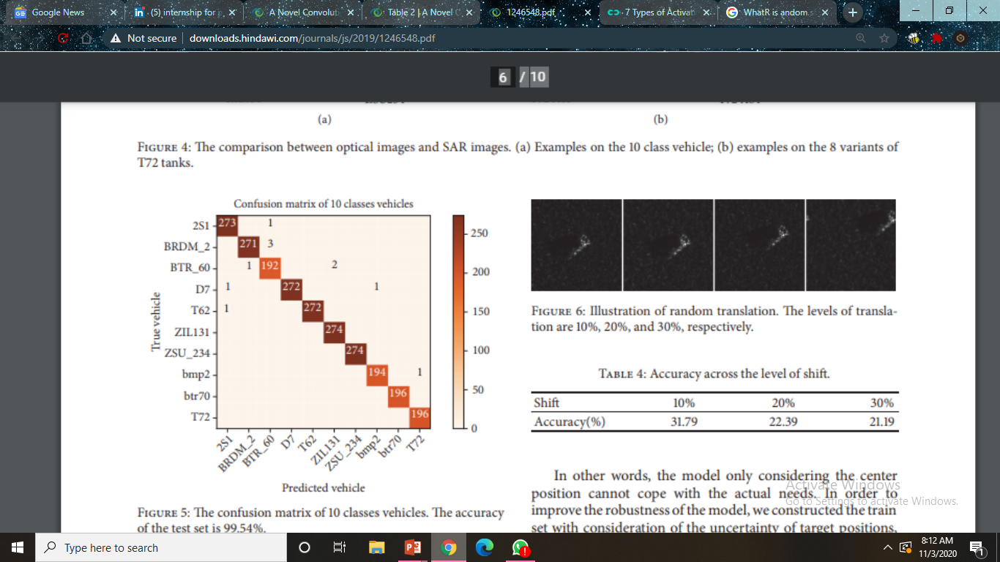 Google News
(5) internship for p
A Novel Convolut
Table 2 | A Novel C
1246548.pdf
7 Types of Activati
WhatR is andom
Not secure
downloads.hindawi.com/journals/js/2019/1246548.pdf
6 / 10
(a)
(b)
FIGURE 4: The comparison between optical images and SAR images. (a) Examples on the 10 class vehicle; (b) examples on the 8 variants of
T72 tanks.
Confusion matrix of 10 classes vehicles
True vehicle
2S1 273 1
BRDM_2 271 3
BTR_60 1 192 2
D7 1 272 1
T62 1 272
ZIL131 274
ZSU_234 274
bmp2 194 1
btr70 196
T72 196
2S1 BRDM_2 BTR_60 D7 T62 ZIL131 ZSU_234 bmp2 btr70 T72
Predicted vehicle
250
200
150
100
50
0
FIGURE 5: The confusion matrix of 10 classes vehicles. The accuracy
of the test set is 99.54%.
FIGURE 6: Illustration of random translation. The levels of transla-
tion are 10%, 20%, and 30%, respectively.
TABLE 4: Accuracy across the level of shift.
Shift 10% 20% 30%
Accuracy(%) 31.79 22.39 21.19
In other words, the model only considering the center
position cannot cope with the actual needs. In order to
improve the robustness of the model, we constructed the train
set with consideration of the uncertainty of target positions,
Activate Windows
Go to Settings to activate Windows.
Type here to search
8:12 AM
11/3/2020
1